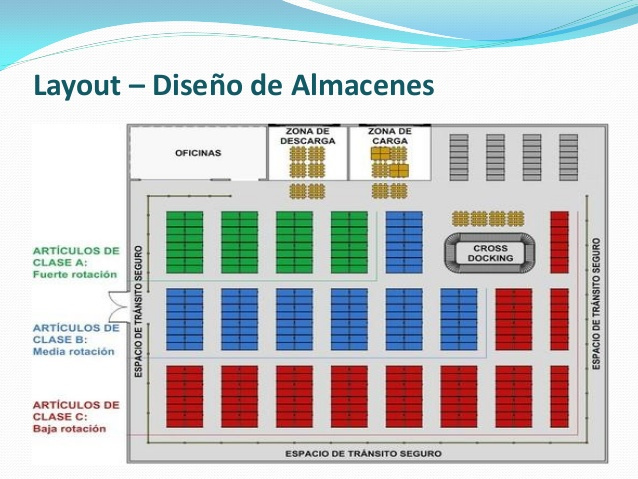 Layout – Diseño de Almacenes
OFICINAS
ZONA DE
DESCARGA
ZONA DE
CARGA
ARTÍCULOS DE
CLASE A:
Fuerte rotación
ESPACIO DE TRÁNSITO SEGURO
CROSS
DOCKING
ESPACIO DE TRÁNSITO SEGURO
ARTÍCULOS DE
CLASE B:
Media rotación
ARTÍCULOS DE
CLASE C:
Baja rotación
ESPACIO DE TRÁNSITO SEGURO